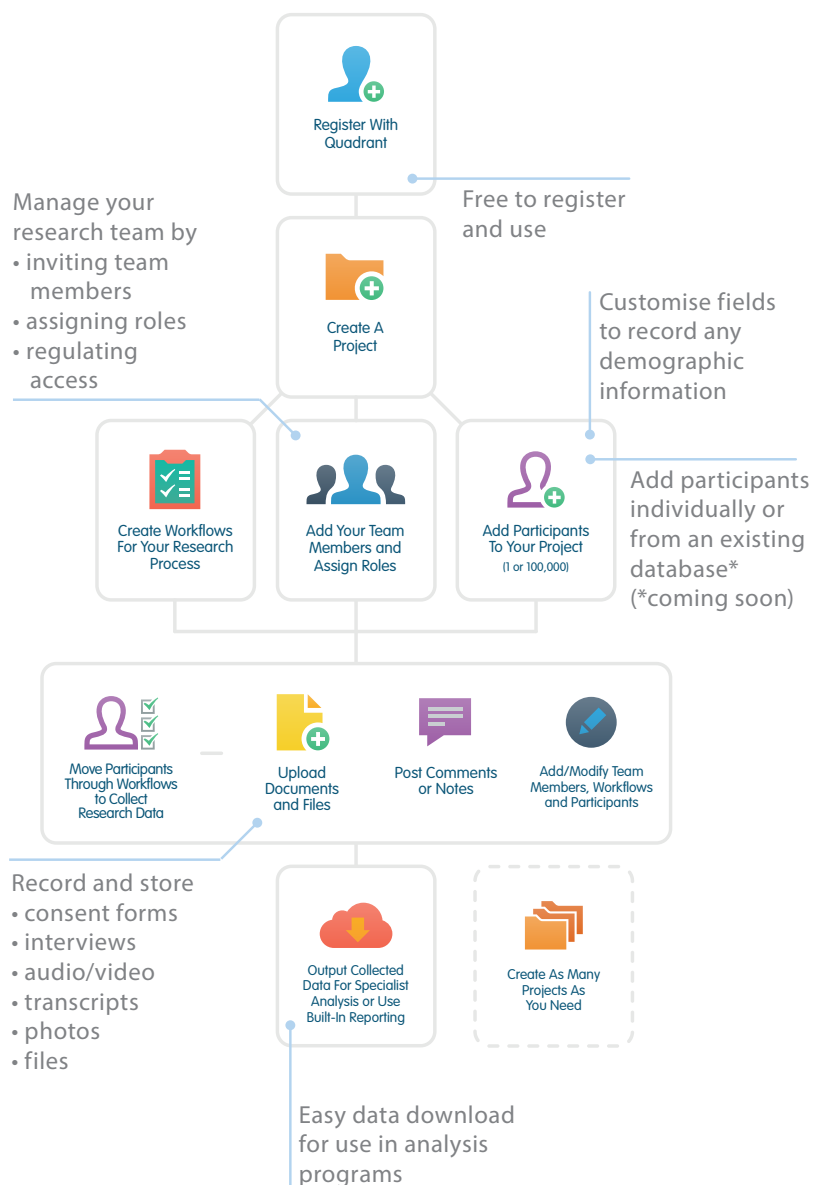 Register With
Quadrant
Free to register
and use
Manage your
research team by
• inviting team
members
• assigning roles
• regulating
access
Create A
Project
Customise fields
to record any
demographic
information
Create Workflows
For Your Research
Process
Add Your Team
Members and
Assign Roles
Add Participants
To Your Project
(1 or 100,000)
Add participants
individually or
from an existing
database*
(*coming soon)
Move Participants
Through Workflows
to Collect
Research Data
Upload
Documents
and Files
Post Comments
or Notes
Add/Modify Team
Members, Workflows
and Participants
Record and store
• consent forms
• interviews
• audio/video
• transcripts
• photos
• files
Output Collected
Data For Specialist
Analysis or Use
Built-In Reporting
Create As Many
Projects As
You Need
Easy data download
for use in analysis
programs